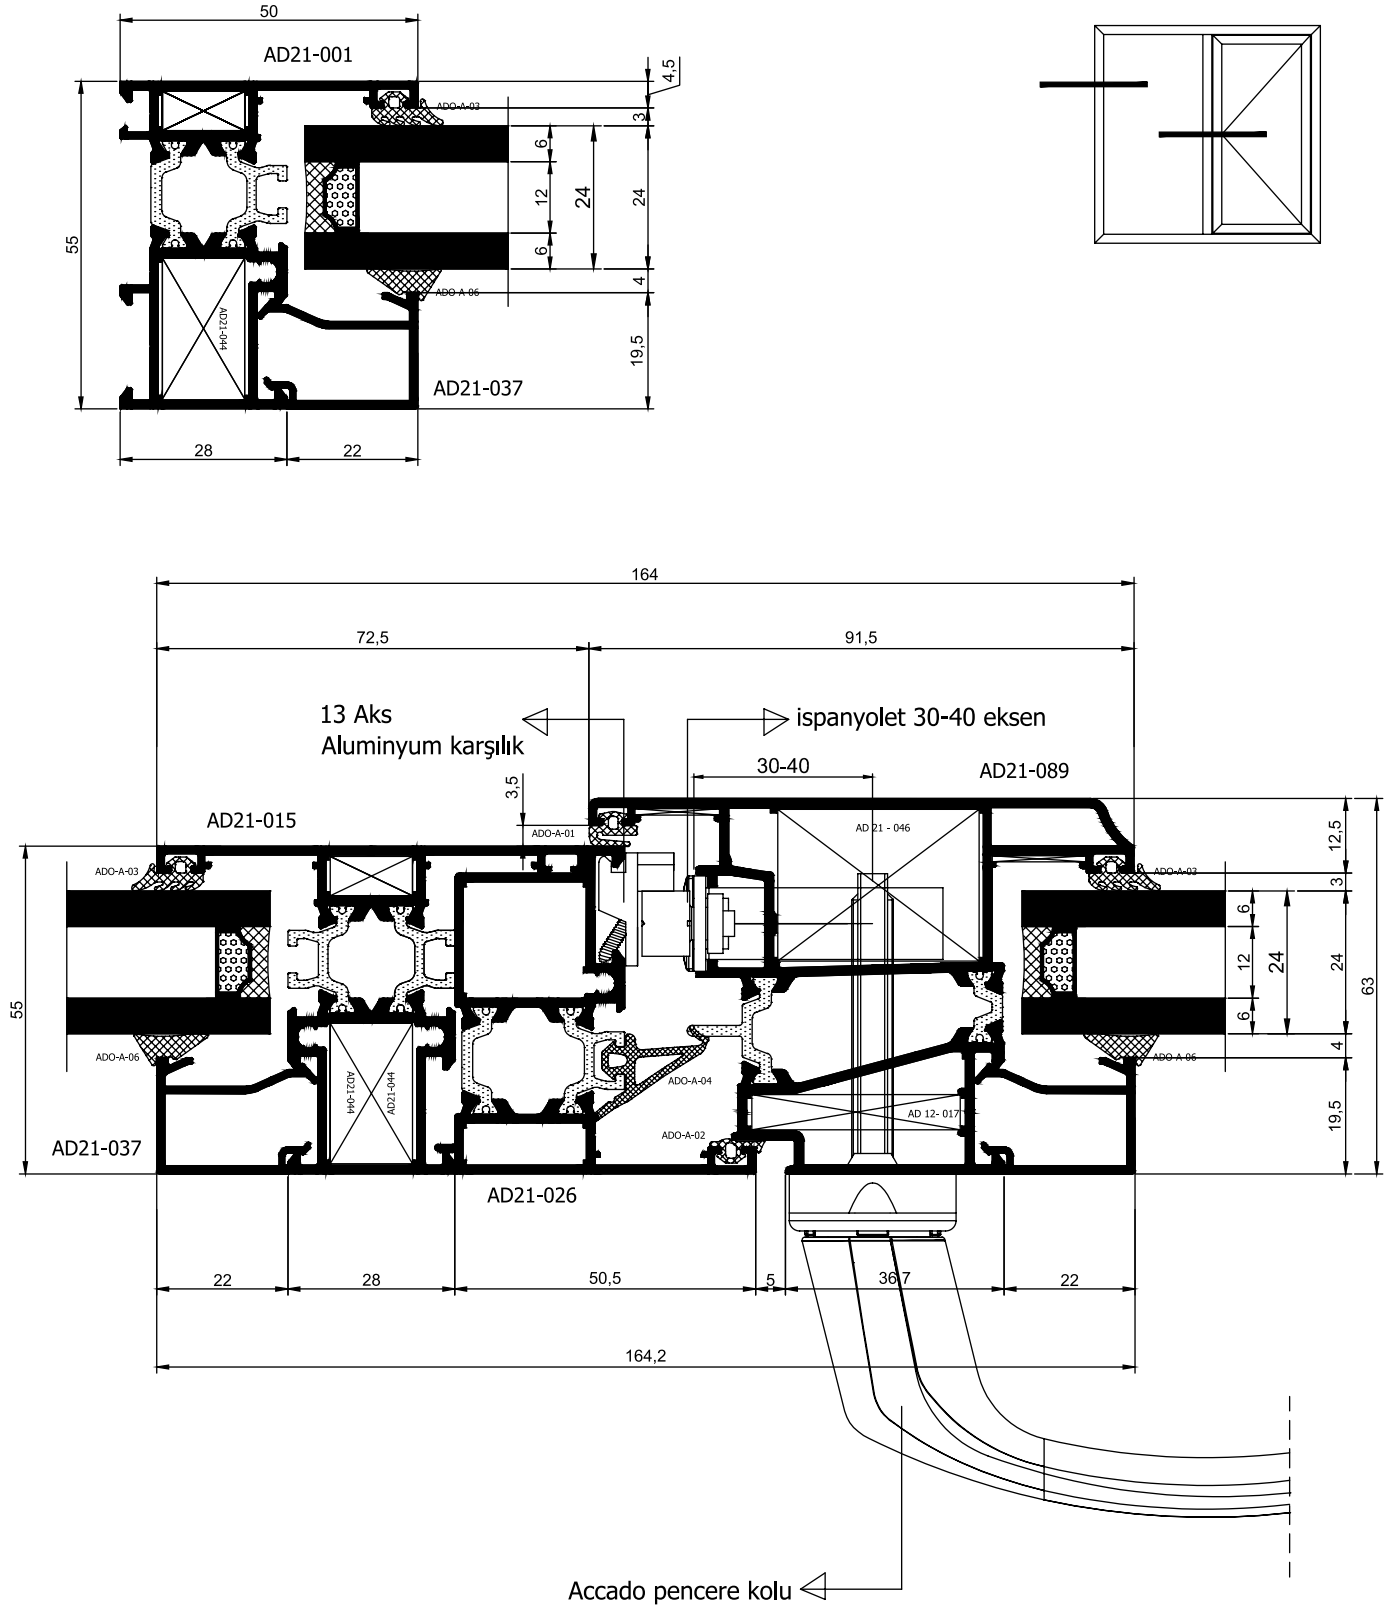 50
AD21-001
4,5
ADO-A-03
3
55
6
12
6
24
24
4
ADO-A-06
AD21-044
19,5
AD21-037
28
22
164
72,5
91,5
13 Aks
Aluminyum karşılık
ispanyolet 30-40 eksen
30-40
AD21-089
3,5
AD21-015
ADO-A-01
AD 21 - 046
12,5
ADO-A-03
ADO-A-03
3
6
12
6
24
24
63
55
4
ADO-A-06
ADO-A-06
AD21-044
AD21-044
ADO-A-04
AD 12- 017
ADO-A-02
19,5
AD21-037
AD21-026
22
28
50,5
5
36,7
22
164,2
Accado pencere kolu